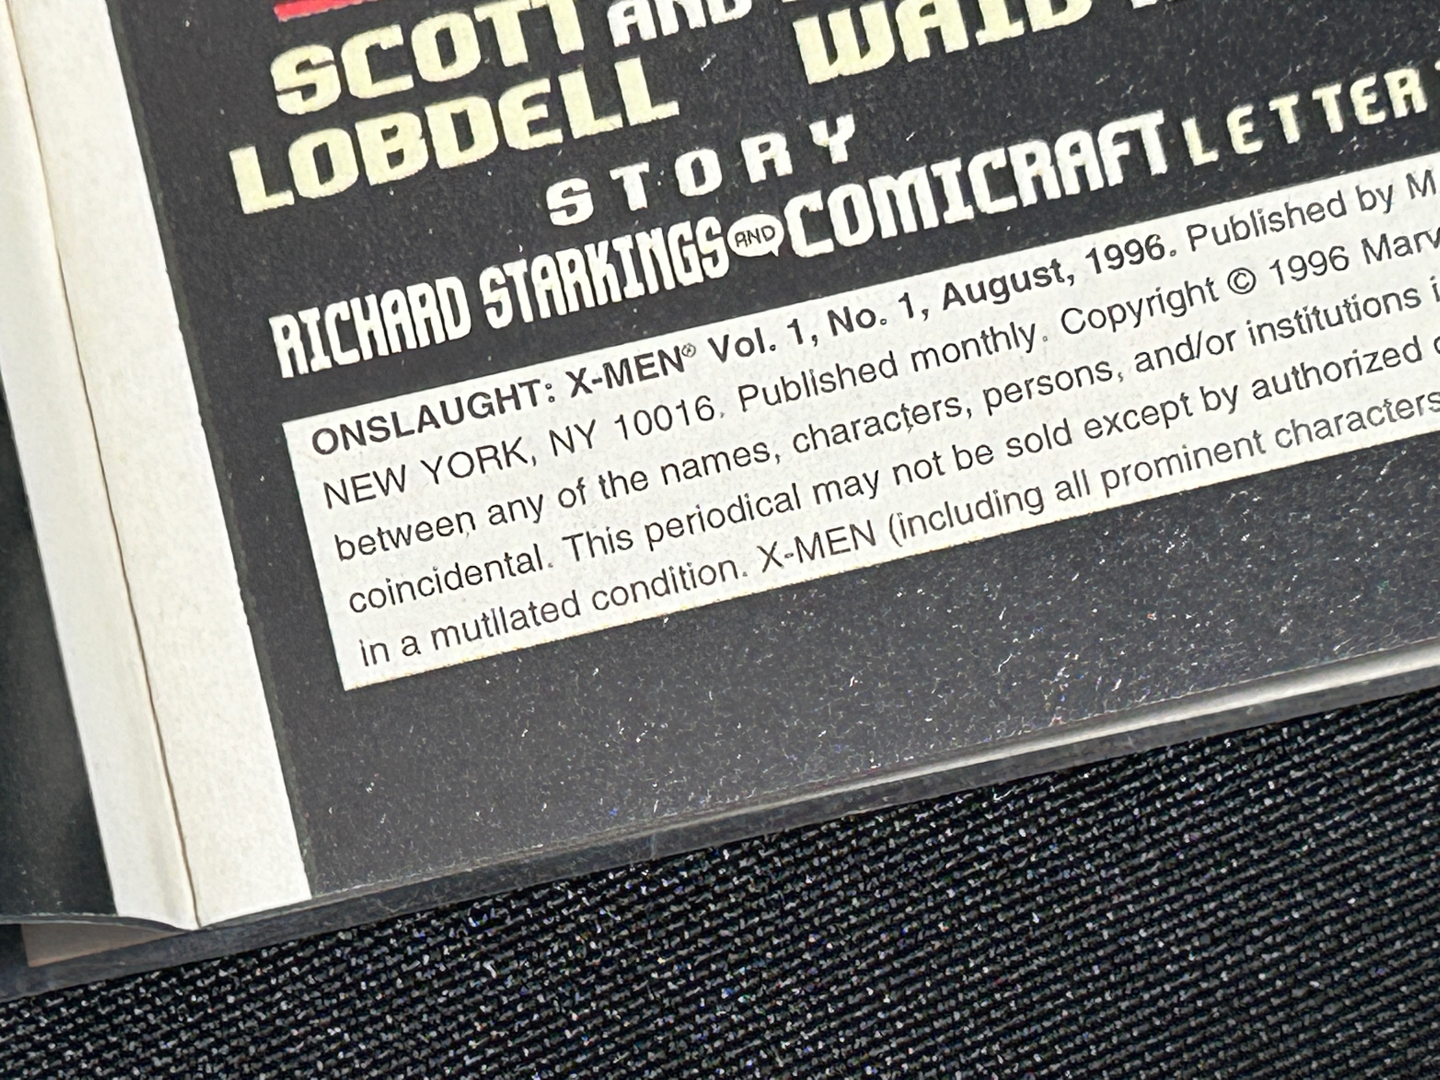 SCOTT AND WAID
LOBDELL
STORY
RICHARD STARKINGS AND COMICRAFT LETTER
ONSLAUGHT: X-MEN® Vol. 1, No. 1, August, 1996. Published by M
NEW YORK, NY 10016. Published monthly. Copyright © 1996 Marv
between any of the names, characters, persons, and/or institutions i
coincidental. This periodical may not be sold except by authorized
in a mutilated condition. X-MEN (including all prominent characters